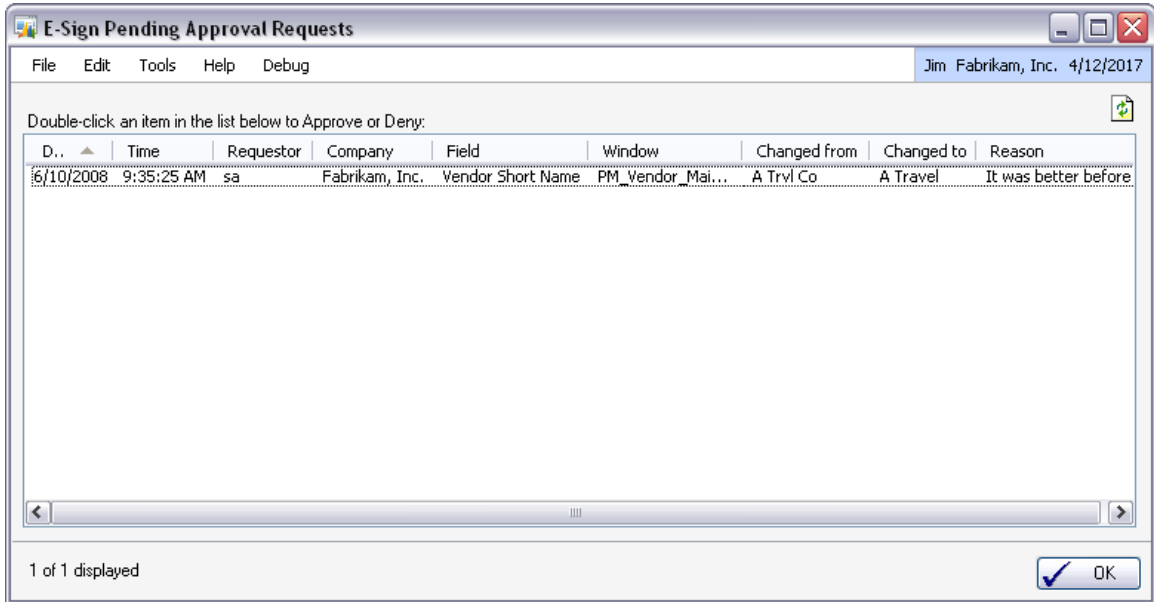 E-Sign Pending Approval Requests
File Edit Tools Help Debug Jim Fabrikam, Inc. 4/12/2017
Double-click an item in the list below to Approve or Deny:
D.. Time Requestor Company Field Window Changed from Changed to Reason
6/10/2008 9:35:25 AM sa Fabrikam, Inc. Vendor Short Name PM_Vendor_Mai... A Trvl Co A Travel It was better before
1 of 1 displayed OK